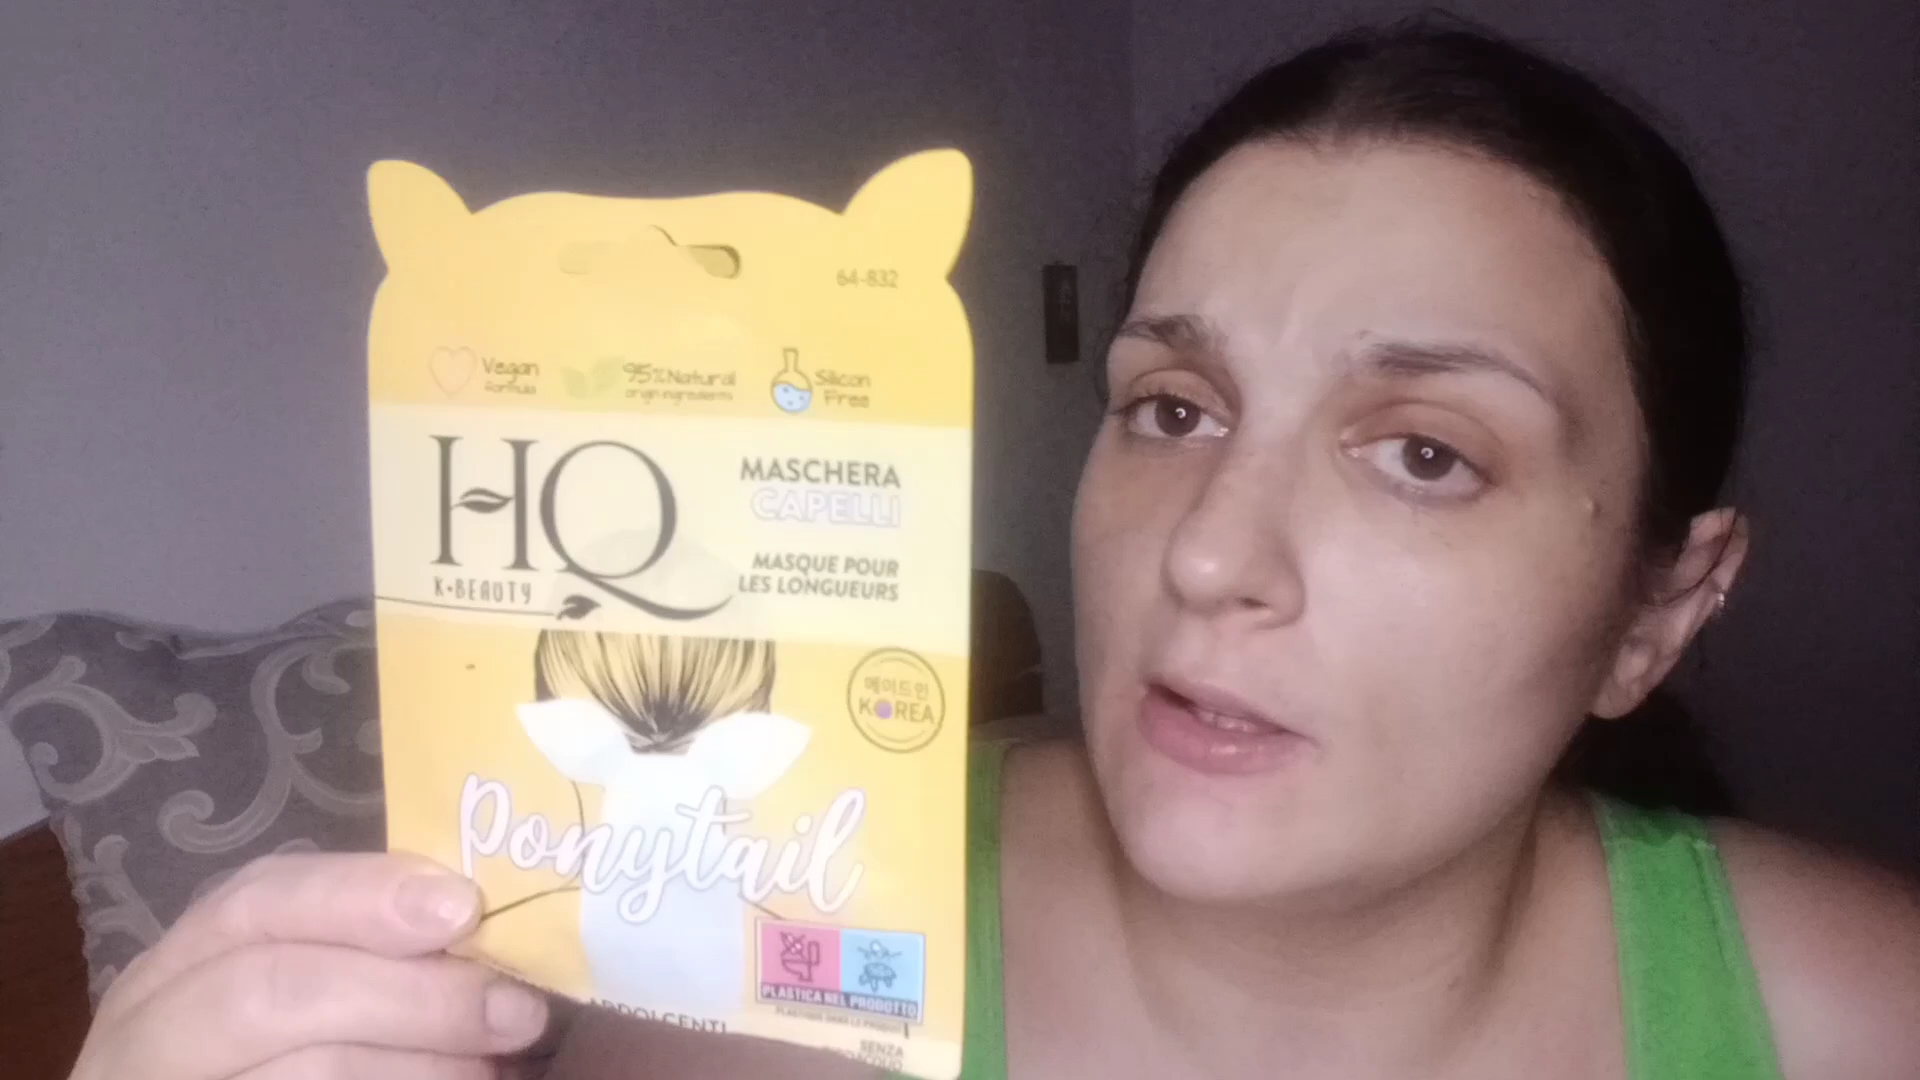 64-832
Vegan
formula
95% Natural
origin ingredients
Silicon
Free
HQ
K•BEAUTY
MASCHERA
CAPELLI
MASQUE POUR
LES LONGUEURS
메이드인
KOREA
Ponytail
PLASTICA NEL PRODOTTO
SENZA